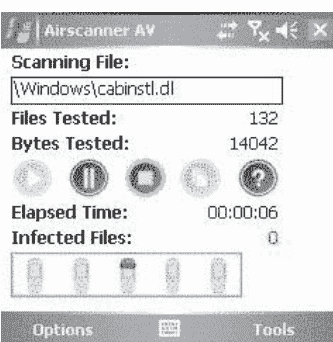 Airscanner AV
Scanning File:
\Windows\cabinstl.dl
Files Tested: 132
Bytes Tested: 14042
?
Elapsed Time: 00:00:06
Infected Files: 0
Options Tools